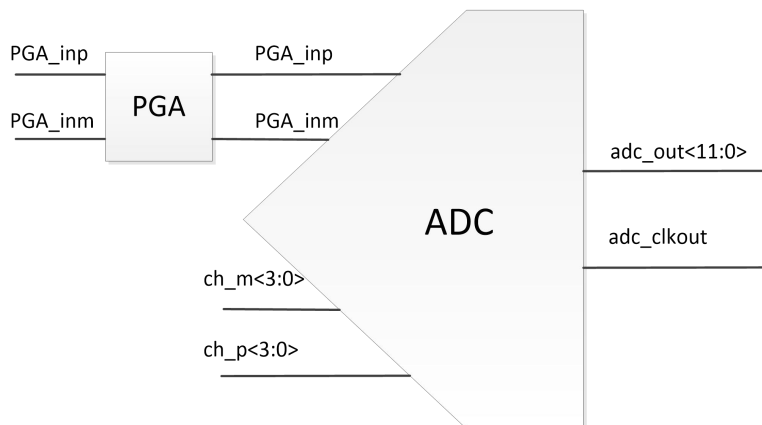 PGA_inp
PGA_inp
PGA
PGA_inm
PGA_inm
adc_out<11:0>
ADC
adc_clkout
ch_m<3:0>
ch_p<3:0>